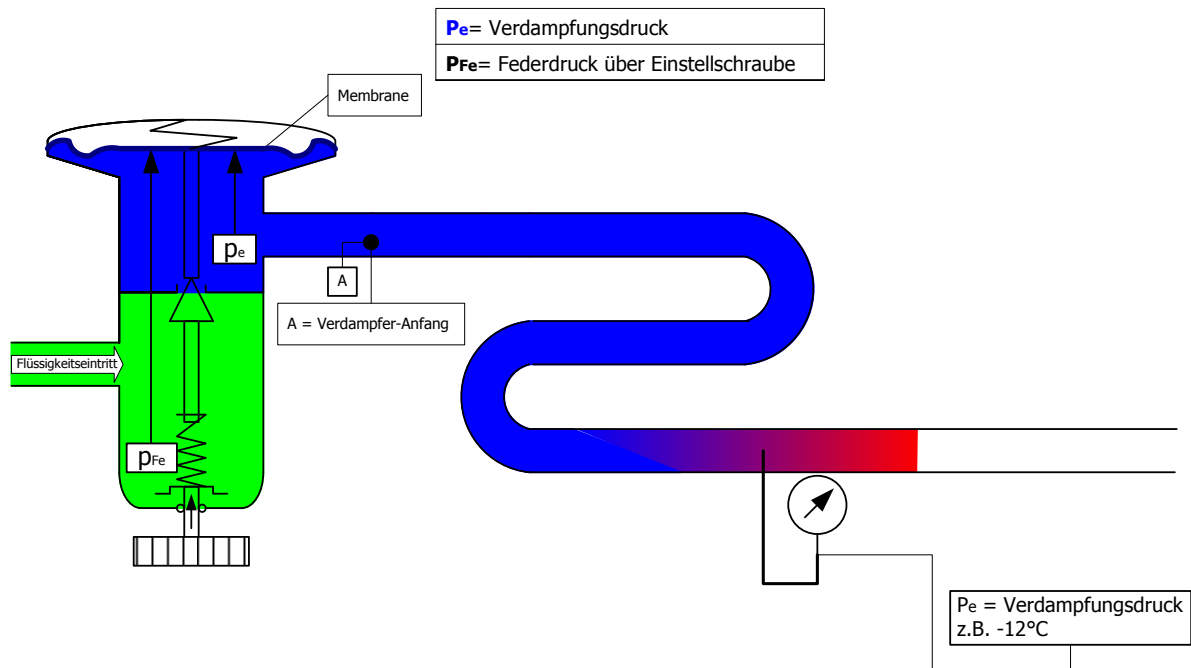 Pe= Verdampfungsdruck
PFe= Federdruck über Einstellschraube
Membrane
pe
A
A = Verdampfer-Anfang
Flüssigkeitseintritt
pFe
Pe = Verdampfungsdruck
z.B. -12°C